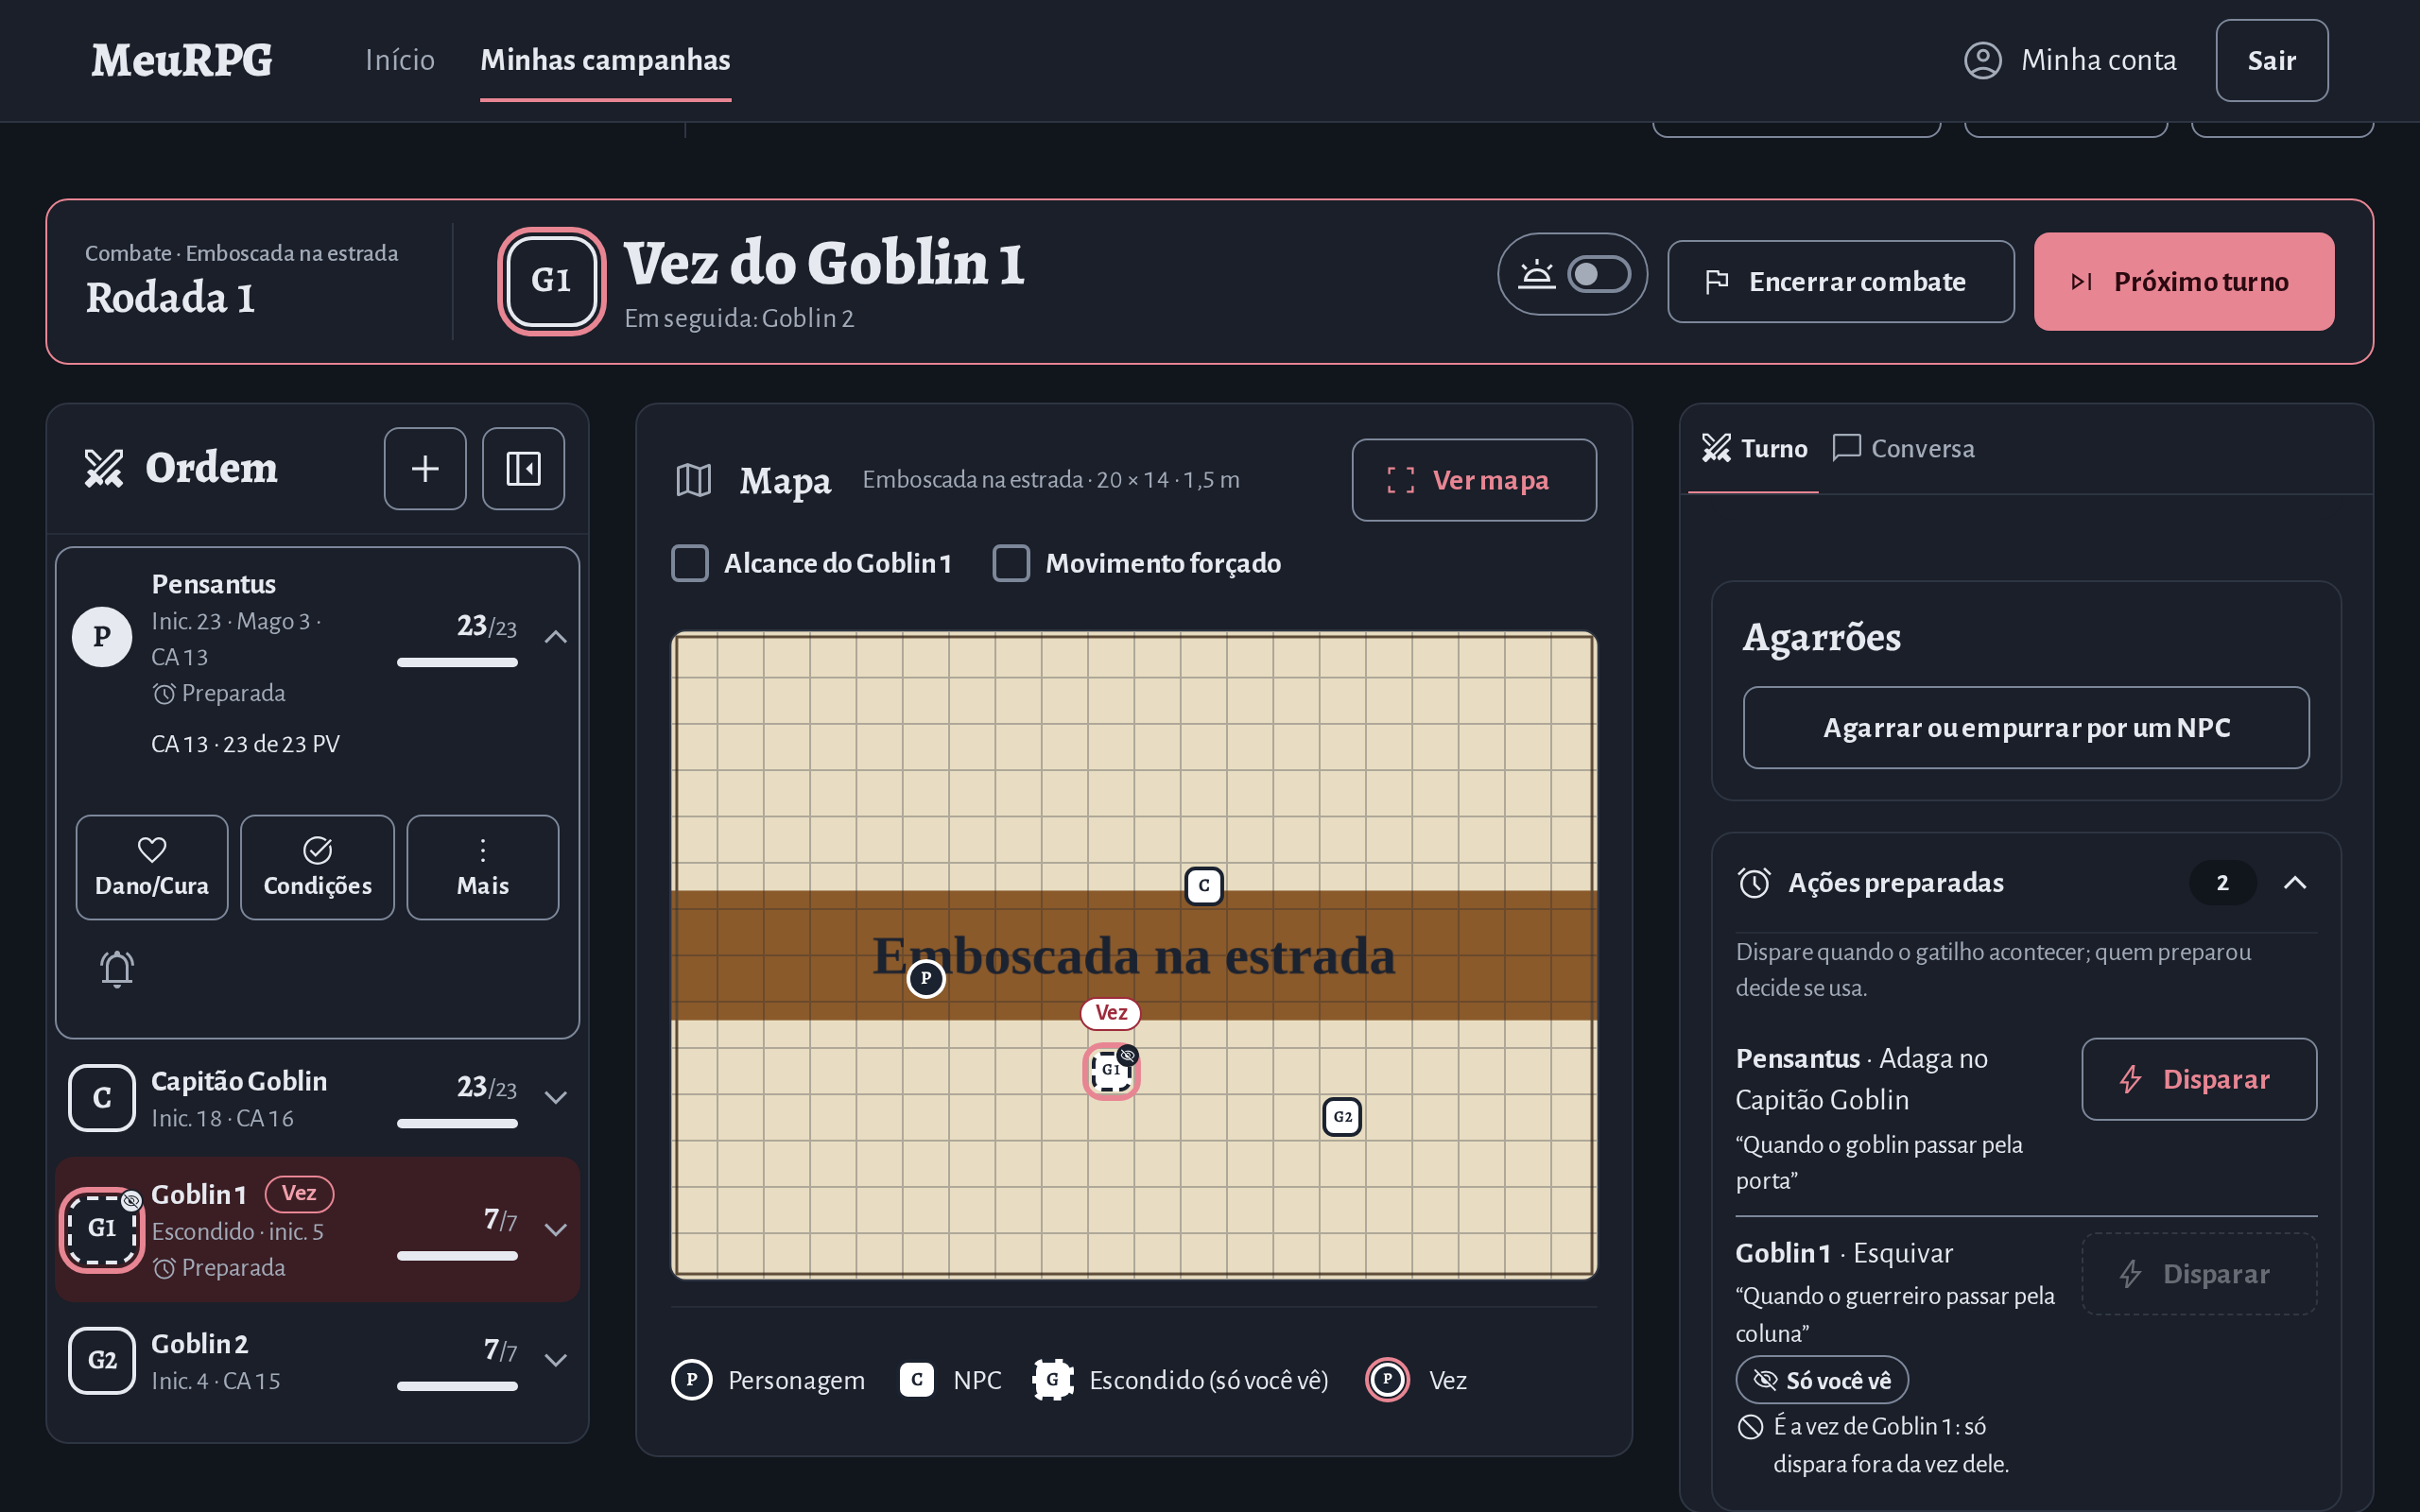 MeuRPG
Início
Minhas campanhas
Minha conta
Sair
Combate · Emboscada na estrada
Rodada 1
G1
Vez do Goblin 1
Em seguida: Goblin 2
Encerrar combate
Próximo turno
Ordem
P
Pensantus
Inic. 23 · Mago 3 ·
CA 13
Preparada
23/23
CA 13 · 23 de 23 PV
Dano/Cura
Condições
Mais
C
Capitão Goblin
Inic. 18 · CA 16
23/23
G1
Goblin 1
Vez
Escondido · inic. 5
Preparada
7/7
G2
Goblin 2
Inic. 4 · CA 15
7/7
Mapa
Emboscada na estrada · 20 × 14 · 1,5 m
Ver mapa
Alcance do Goblin 1
Movimento forçado
C
Emboscada na estrada
P
Vez
G1
G2
P
Personagem
C
NPC
G
Escondido (só você vê)
P
Vez
Turno
Conversa
Agarrões
Agarrar ou empurrar por um NPC
Ações preparadas
2
Dispare quando o gatilho acontecer; quem preparou
decide se usa.
Pensantus · Adaga no
Capitão Goblin
“Quando o goblin passar pela
porta”
Disparar
Goblin 1 · Esquivar
“Quando o guerreiro passar pela
coluna”
Disparar
Só você vê
É a vez de Goblin 1: só
dispara fora da vez dele.